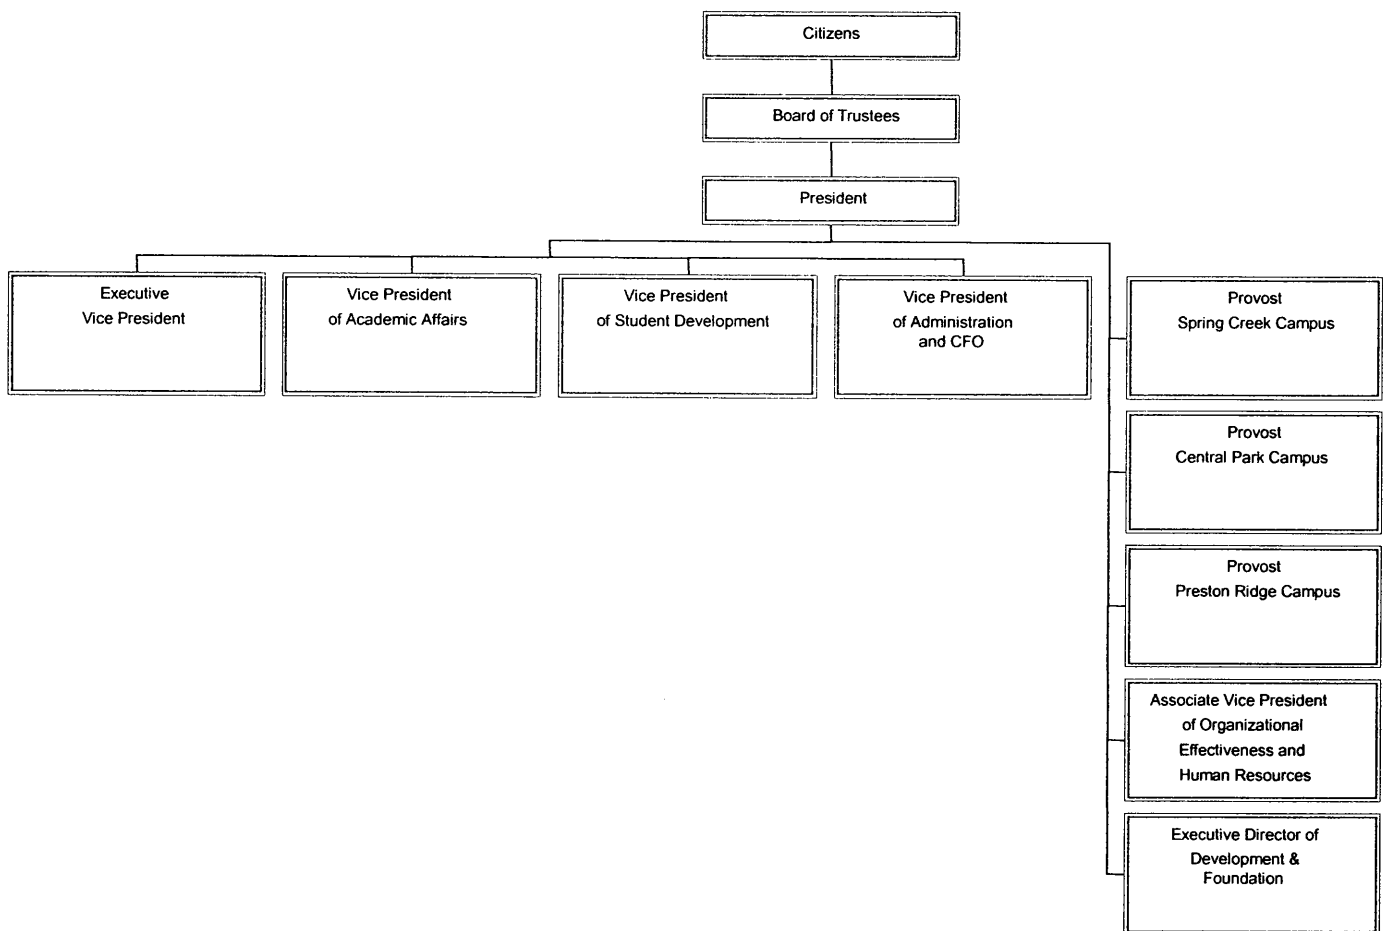 Citizens
Board of Trustees
President
Executive
Vice President
Vice President
of Academic Affairs
Vice President
of Student Development
Vice President
of Administration
and CFO
Provost
Spring Creek Campus
Provost
Central Park Campus
Provost
Preston Ridge Campus
Associate Vice President
of Organizational
Effectiveness and
Human Resources
Executive Director of
Development &
Foundation